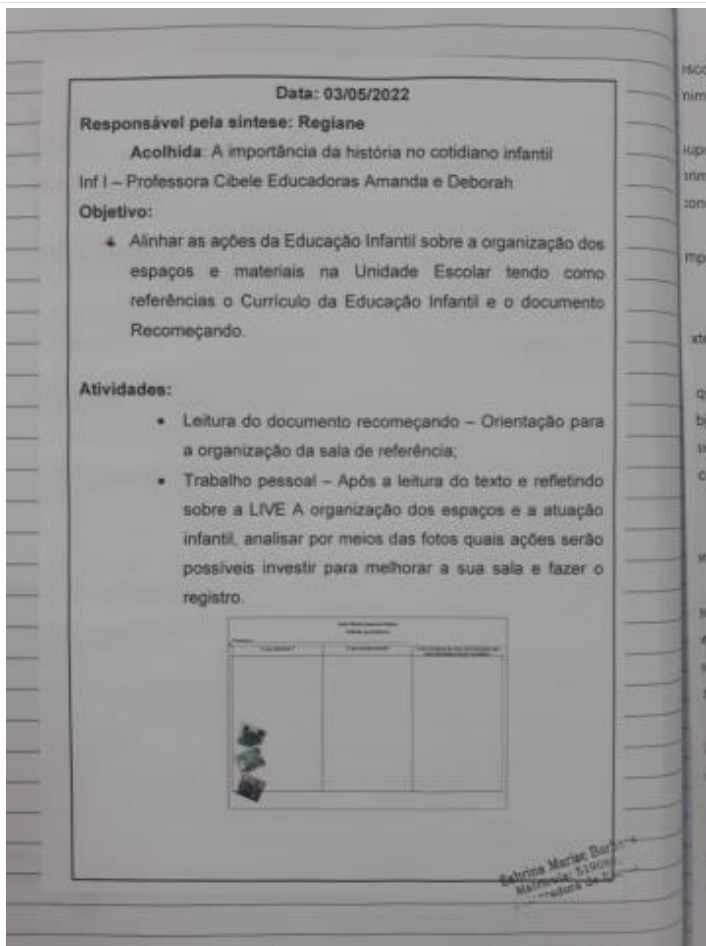 Data: 03/05/2022
Responsável pela síntese: Regiane
Acolhida: A importância da história no cotidiano infantil
Inf I – Professora Cibele Educadoras Amanda e Deborah
Objetivo:
Alinhar as ações da Educação Infantil sobre a organização dos
espaços e materiais na Unidade Escolar tendo como
referências o Currículo da Educação Infantil e o documento
Recomeçando.
Atividades:
• Leitura do documento recomeçando – Orientação para
a organização da sala de referência;
• Trabalho pessoal – Após a leitura do texto e refletindo
sobre a LIVE A organização dos espaços e a atuação
infantil, analisar por meios das fotos quais ações serão
possíveis investir para melhorar a sua sala e fazer o
registro.
Sabrina
Matrícula: